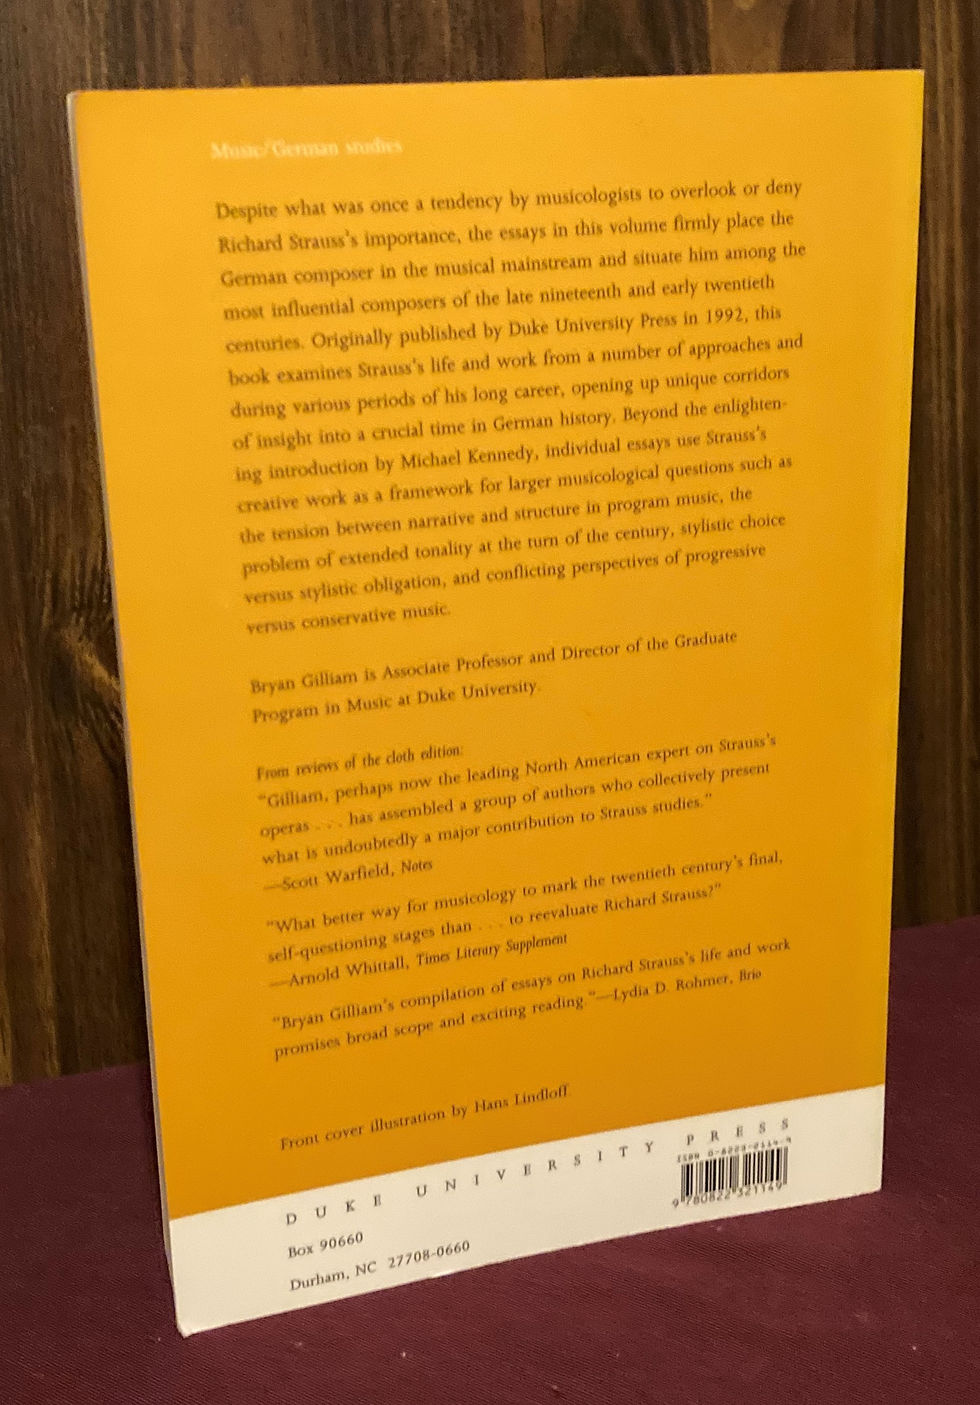 Music/German studies
Despite what was once a tendency by musicologists to overlook or deny
Richard Strauss's importance, the essays in this volume firmly place the
German composer in the musical mainstream and situate him among the
most influential composers of the late nineteenth and early twentieth
centuries. Originally published by Duke University Press in 1992, this
book examines Strauss's life and work from a number of approaches and
during various periods of his long career, opening up unique corridors
of insight into a crucial time in German history. Beyond the enlighten-
ing introduction by Michael Kennedy, individual essays use Strauss's
creative work as a framework for larger musicological questions such as
the tension between narrative and structure in program music, the
problem of extended tonality at the turn of the century, stylistic choice
versus stylistic obligation, and conflicting perspectives of progressive
versus conservative music.
Bryan Gilliam is Associate Professor and Director of the Graduate
Program in Music at Duke University.
From reviews of the cloth edition:
"Gilliam, perhaps now the leading North American expert on Strauss's
operas . . . has assembled a group of authors who collectively present
what is undoubtedly a major contribution to Strauss studies."
—Scott Warfield, Notes
"What better way for musicology to mark the twentieth century's final,
self-questioning stages than . . . to reevaluate Richard Strauss?"
—Arnold Whittall, Times Literary Supplement
"Bryan Gilliam's compilation of essays on Richard Strauss's life and work
promises broad scope and exciting reading."—Lydia D. Rohmer, Brio
Front cover illustration by Hans Lindloff.
DUKE UNIVERSITY PRESS
Box 90660
Durham, NC 27708-0660
ISBN 0-8223-2114-9
9 780822 321149